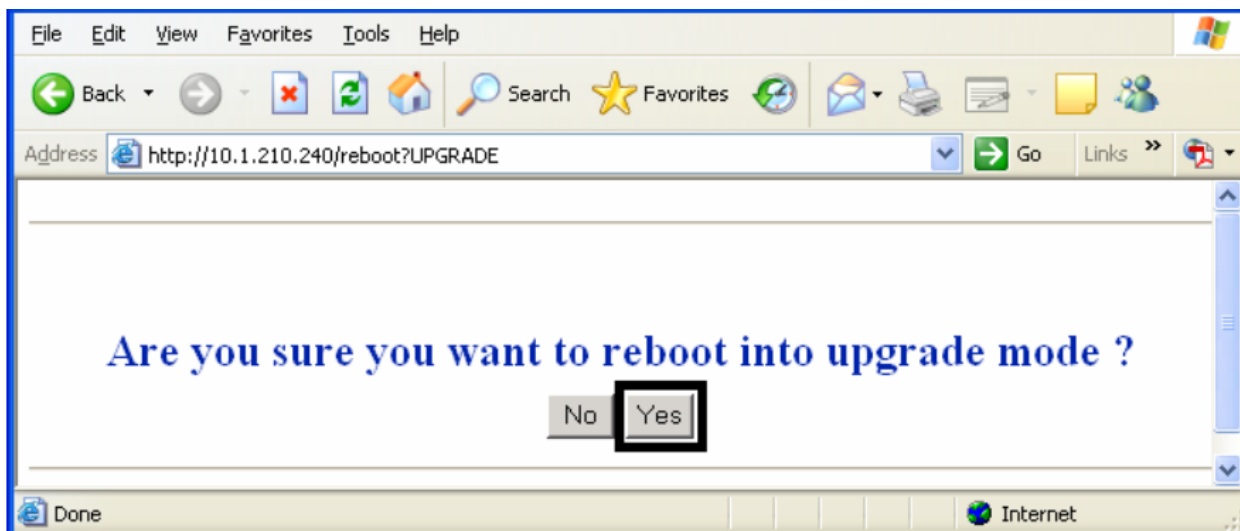 File Edit View Favorites Tools Help
Back Search Favorites
Address http://10.1.210.240/reboot?UPGRADE Go Links »
Are you sure you want to reboot into upgrade mode ?
No Yes
Done Internet